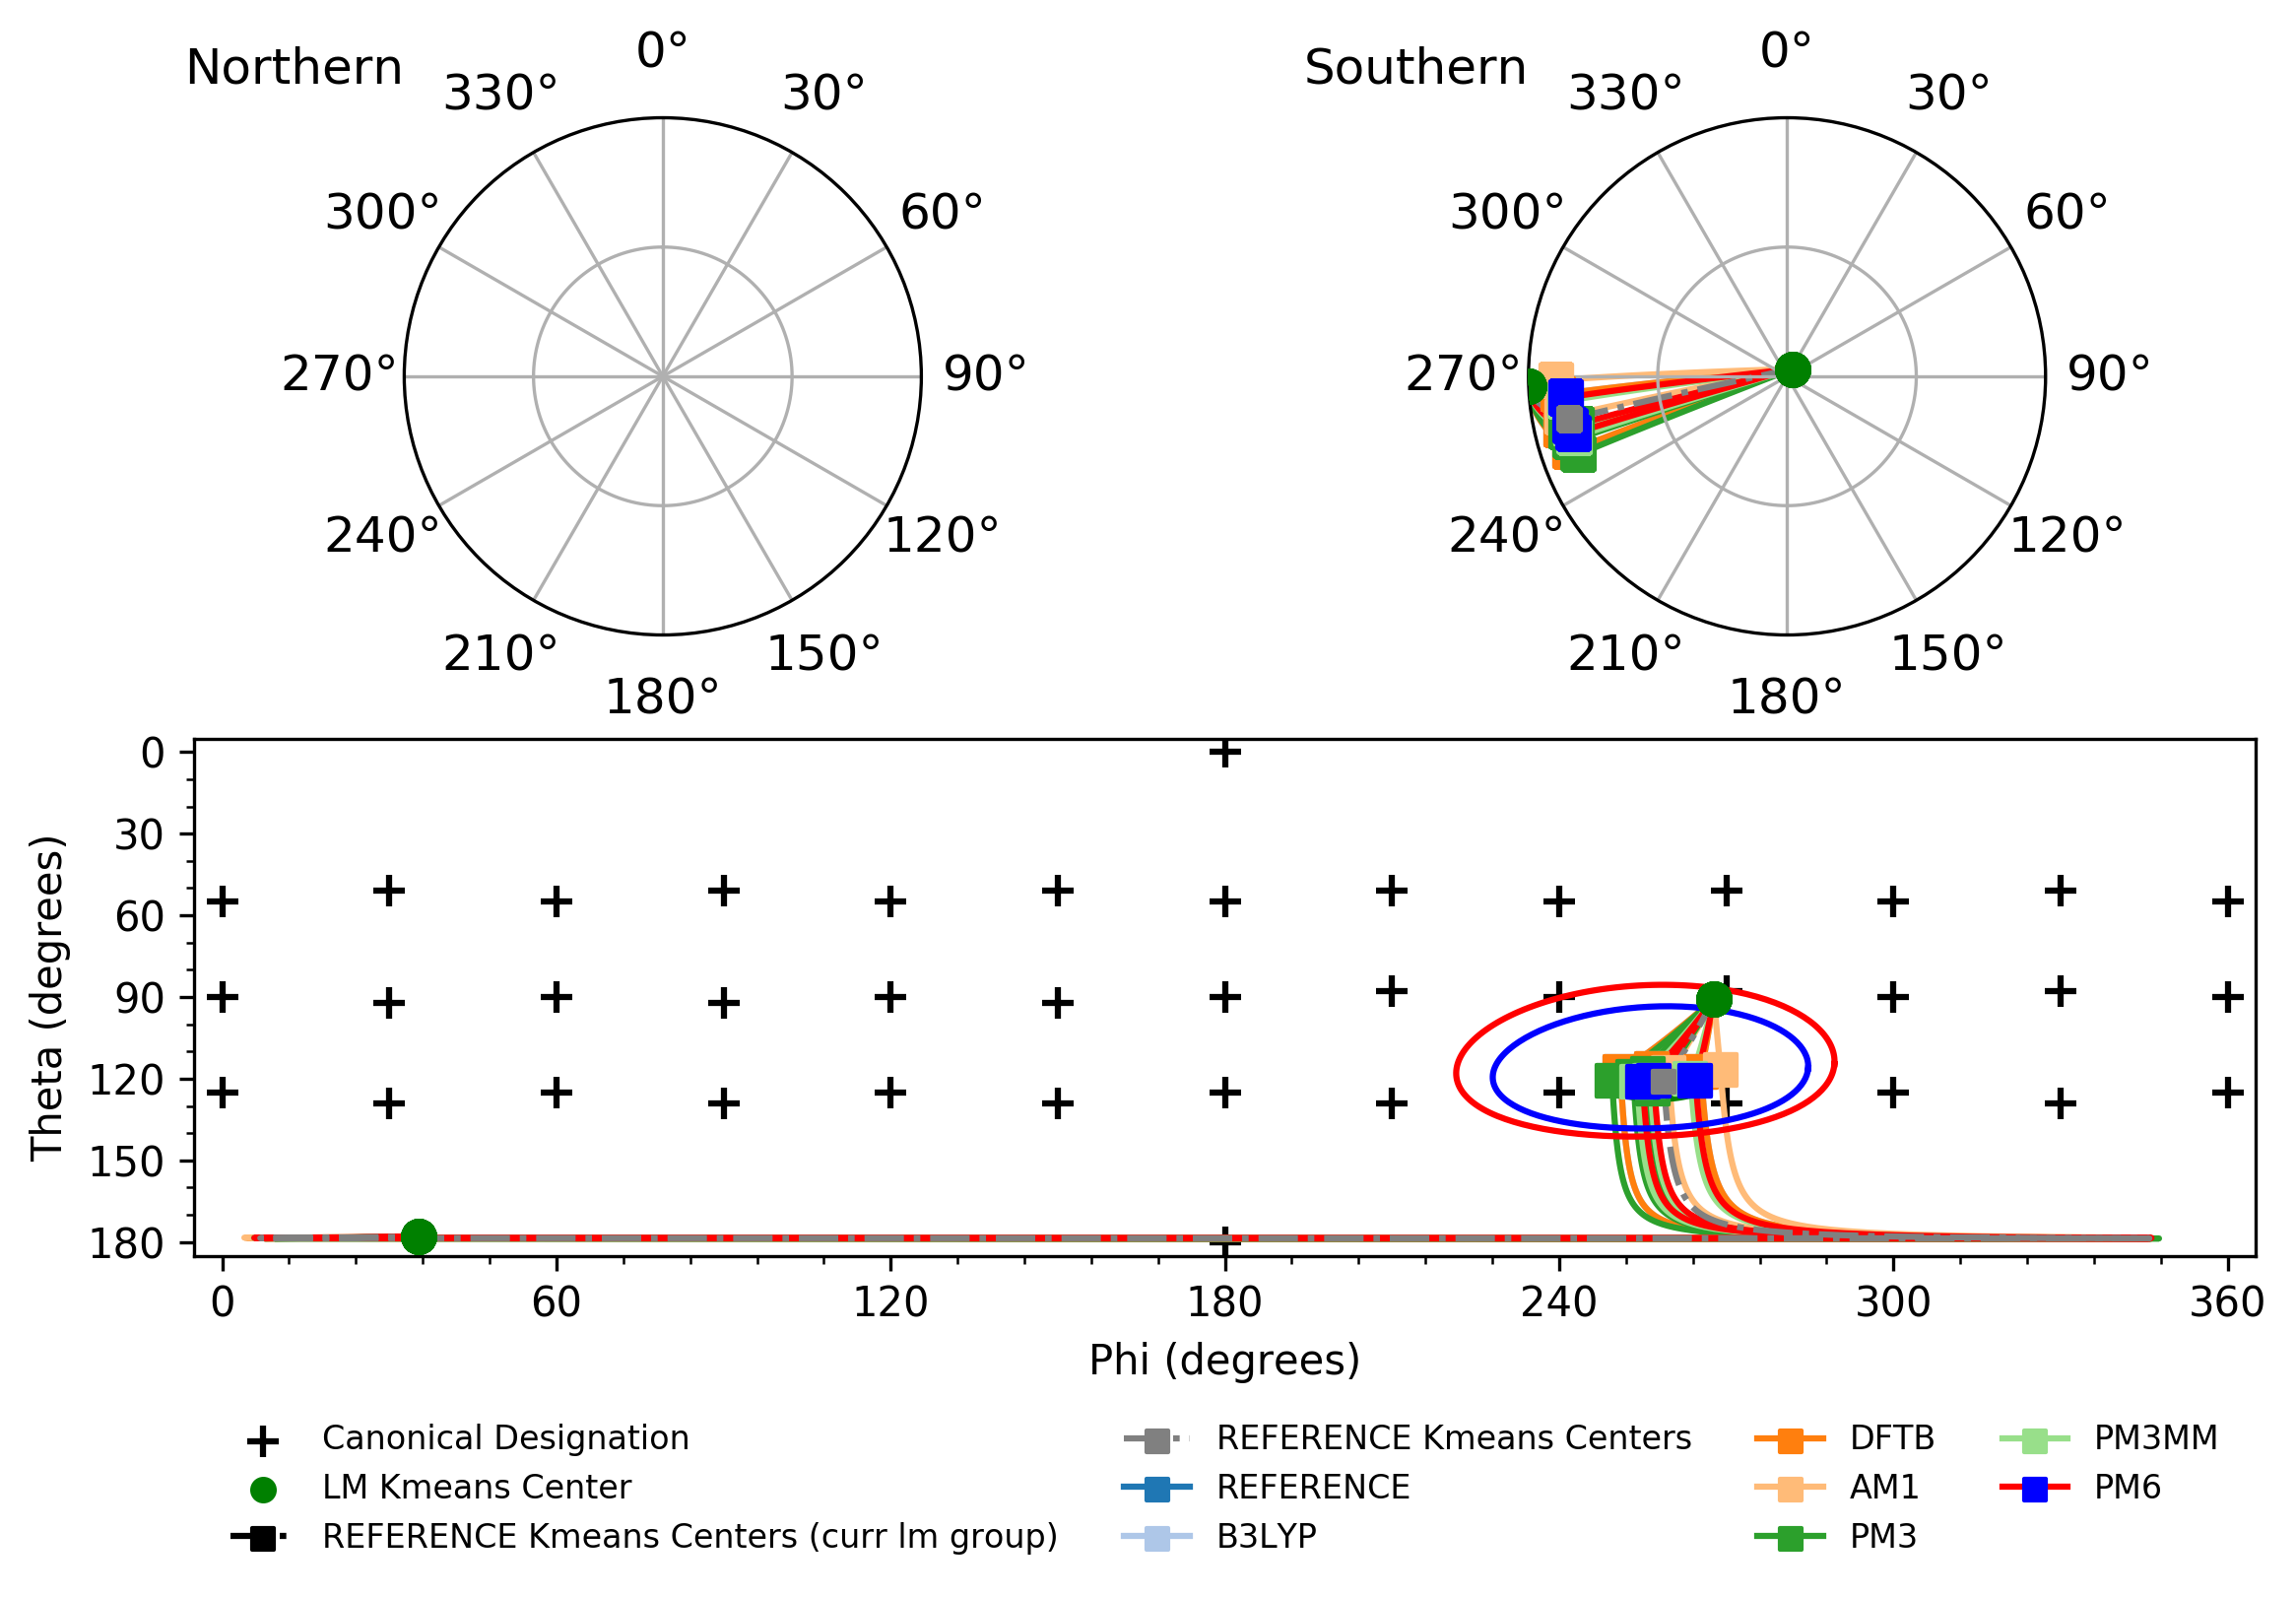 Northern
0°
330°
30°
300°
60°
270°
90°
240°
120°
210°
150°
180°
Southern
0°
330°
30°
300°
60°
270°
90°
240°
120°
210°
150°
180°
Theta (degrees)
0
30
60
90
120
150
180
0
60
120
180
240
300
360
Phi (degrees)
Canonical Designation
LM Kmeans Center
REFERENCE Kmeans Centers (curr lm group)
REFERENCE Kmeans Centers
REFERENCE
B3LYP
DFTB
AM1
PM3
PM3MM
PM6